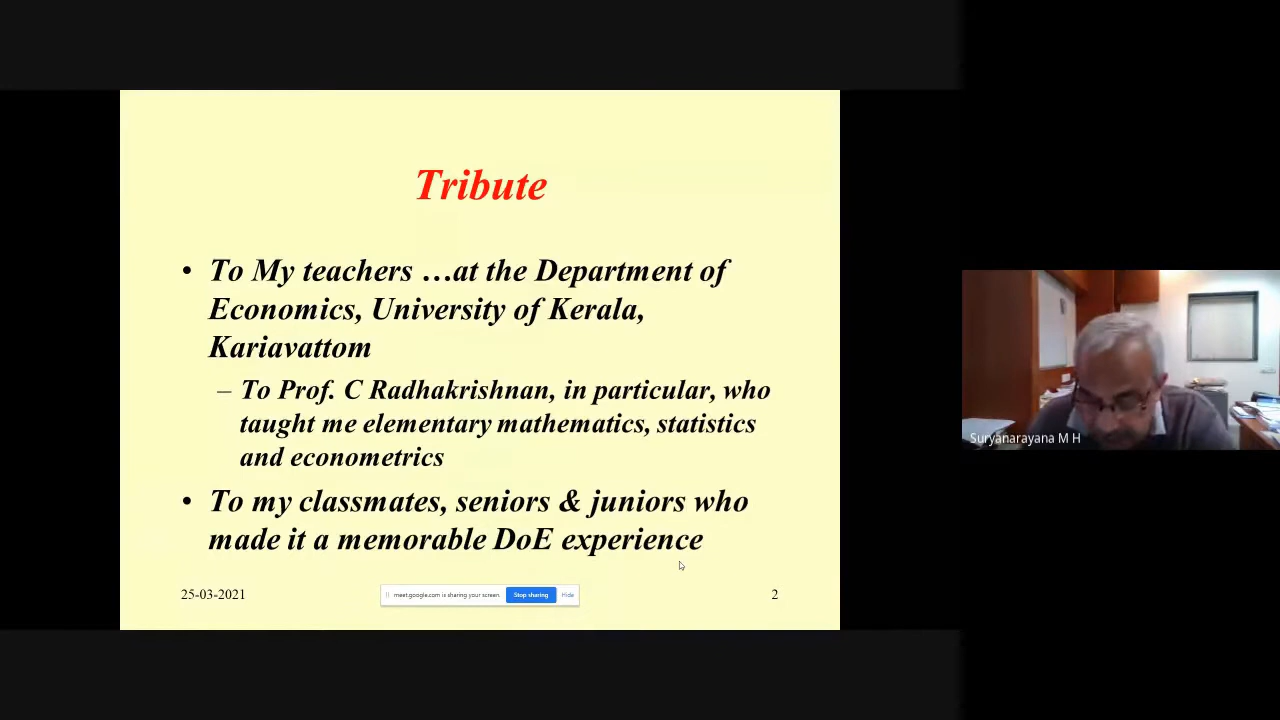 Tribute
• To My teachers …at the Department of
Economics, University of Kerala,
Kariavattom
– To Prof. C Radhakrishnan, in particular, who
taught me elementary mathematics, statistics
and econometrics
• To my classmates, seniors & juniors who
made it a memorable DoE experience
25-03-2021
meet.google.com is sharing your screen. Stop sharing Hide
2
Suryanarayana M H